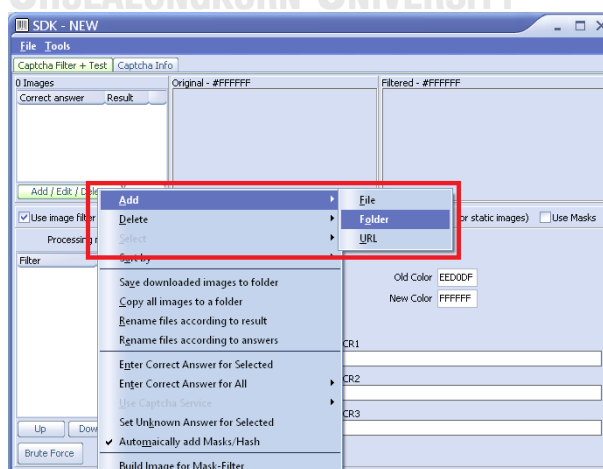 CHULALONGKORN UNIVERSITY
SDK - NEW
File Tools
Captcha Filter + Test Captcha Info
0 Images Original - #FFFFFF Filtered - #FFFFFF
Correct answer Result
Add / Edit / Dele
Add File
Use image filter Delete Folder or static images) Use Masks
Processing Select URL
Filter Sort by
Old Color EED0DF
Save downloaded images to folder
New Color FFFFFF
Copy all images to a folder
Rename files according to result
Rename files according to answers CR1
Enter Correct Answer for Selected
Enter Correct Answer for All CR2
Use Captcha Service CR3
Set Unknown Answer for Selected
Up Dow
Automaically add Masks/Hash
Brute Force
Build Image for Mask-Filter